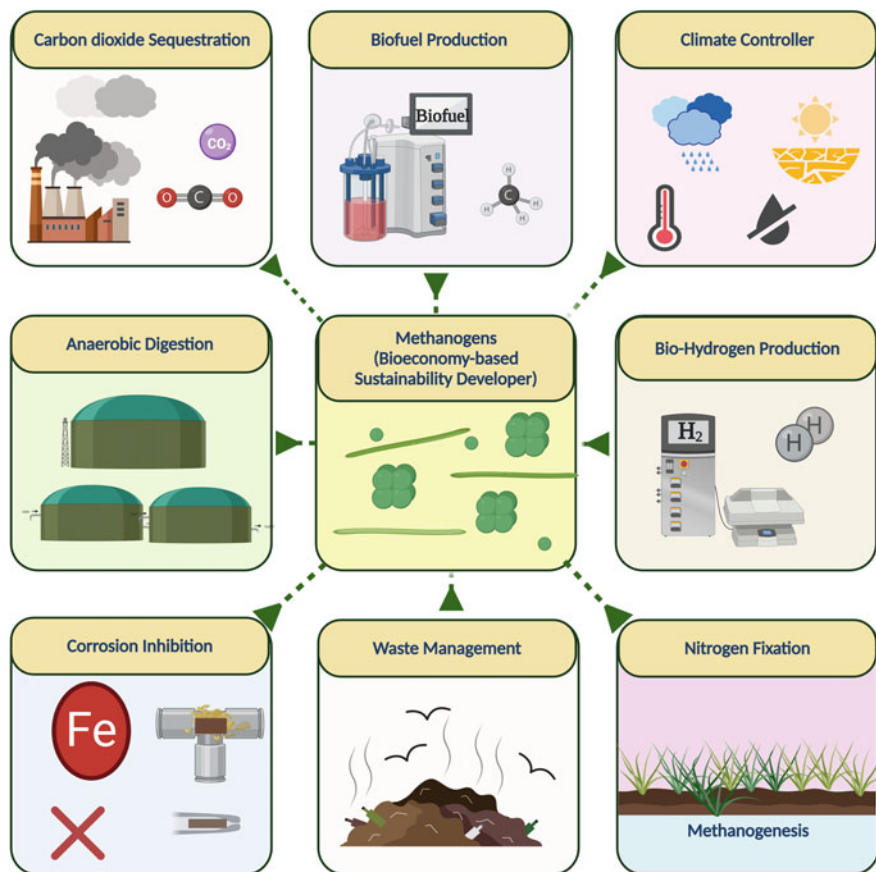 Carbon dioxide Sequestration
CO₂
O C O
Biofuel Production
Biofuel
H
C
H
H
H
Climate Controller
Anaerobic Digestion
Methanogens
(Bioeconomy-based
Sustainability Developer)
Bio-Hydrogen Production
H₂
H
H
Corrosion Inhibition
Fe
Waste Management
Nitrogen Fixation
Methanogenesis